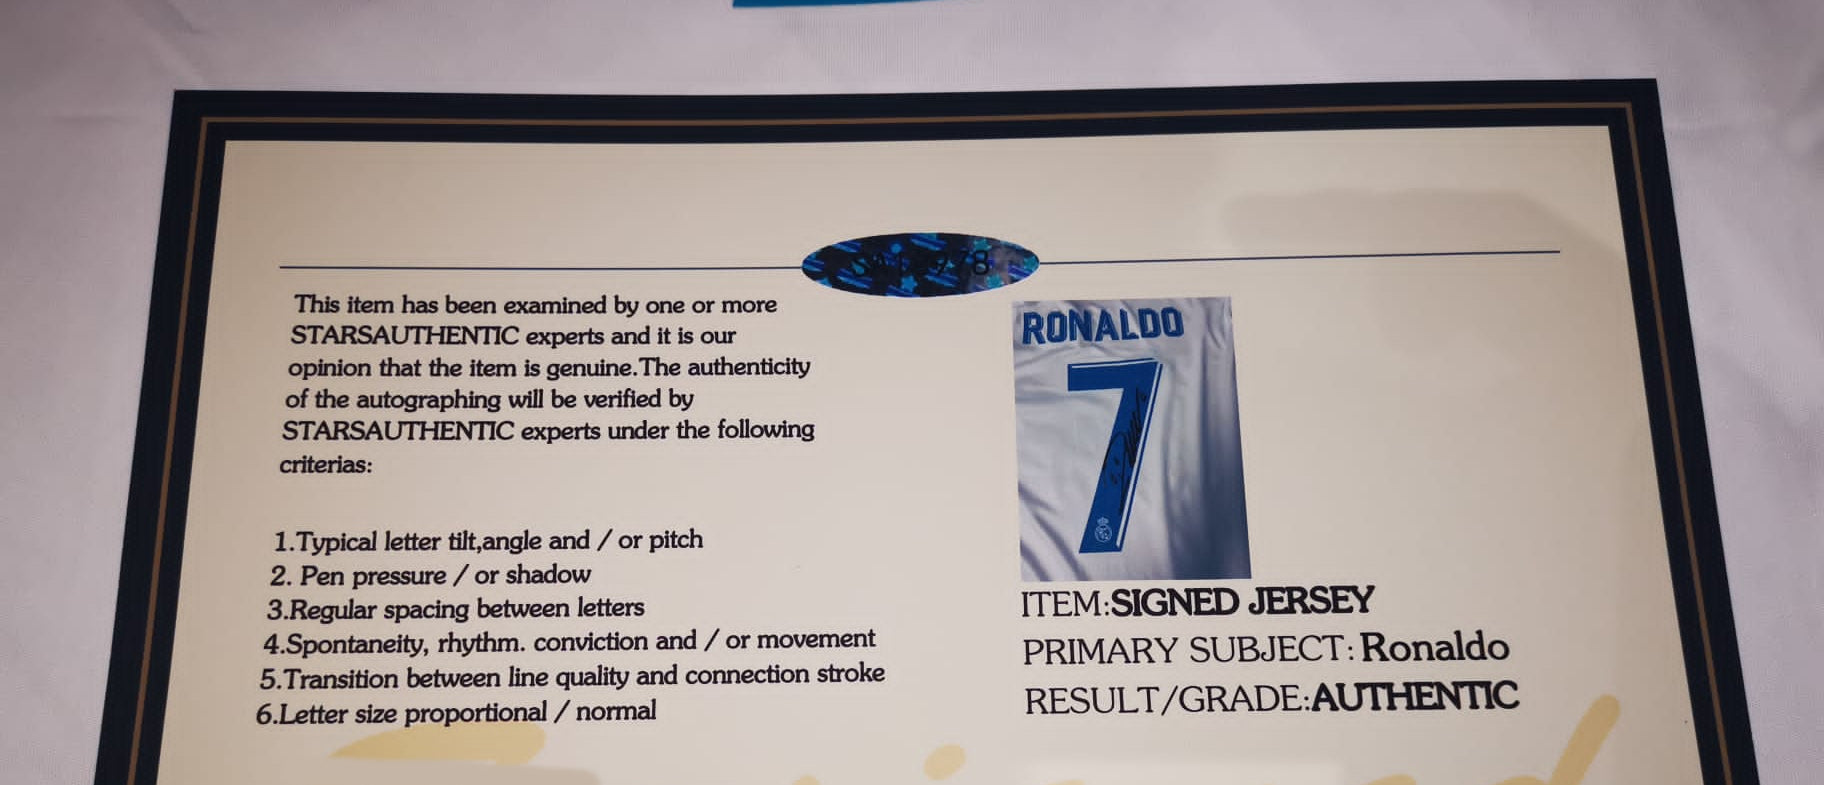 This item has been examined by one or more
STARSAUTHENTIC experts and it is our
opinion that the item is genuine.The authenticity
of the autographing will be verified by
STARSAUTHENTIC experts under the following
criterias:
1.Typical letter tilt,angle and / or pitch
2. Pen pressure / or shadow
3.Regular spacing between letters
4.Spontaneity, rhythm. conviction and / or movement
5.Transition between line quality and connection stroke
6.Letter size proportional / normal
RONALDO
7
ITEM:SIGNED JERSEY
PRIMARY SUBJECT: Ronaldo
RESULT/GRADE:AUTHENTIC